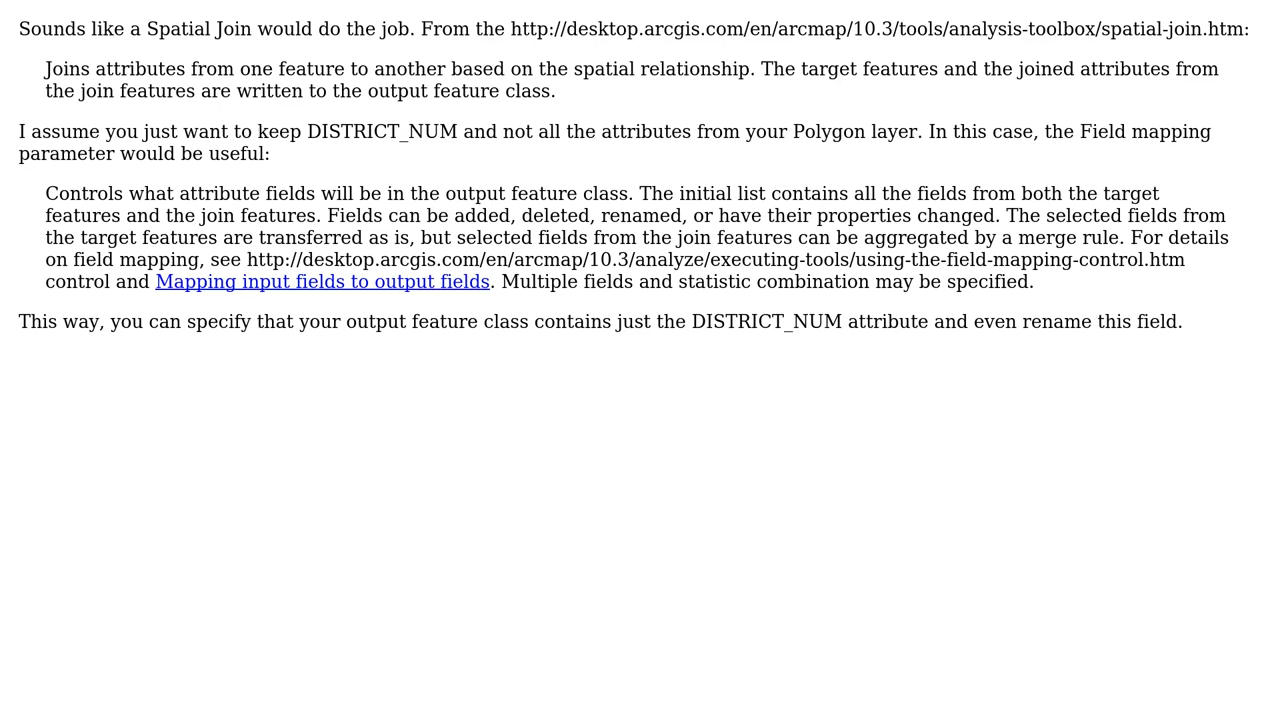 Sounds like a Spatial Join would do the job. From the http://desktop.arcgis.com/en/arcmap/10.3/tools/analysis-toolbox/spatial-join.htm:
Joins attributes from one feature to another based on the spatial relationship. The target features and the joined attributes from
the join features are written to the output feature class.
I assume you just want to keep DISTRICT_NUM and not all the attributes from your Polygon layer. In this case, the Field mapping
parameter would be useful:
Controls what attribute fields will be in the output feature class. The initial list contains all the fields from both the target
features and the join features. Fields can be added, deleted, renamed, or have their properties changed. The selected fields from
the target features are transferred as is, but selected fields from the join features can be aggregated by a merge rule. For details
on field mapping, see http://desktop.arcgis.com/en/arcmap/10.3/analyze/executing-tools/using-the-field-mapping-control.htm
control and Mapping input fields to output fields. Multiple fields and statistic combination may be specified.
This way, you can specify that your output feature class contains just the DISTRICT_NUM attribute and even rename this field.